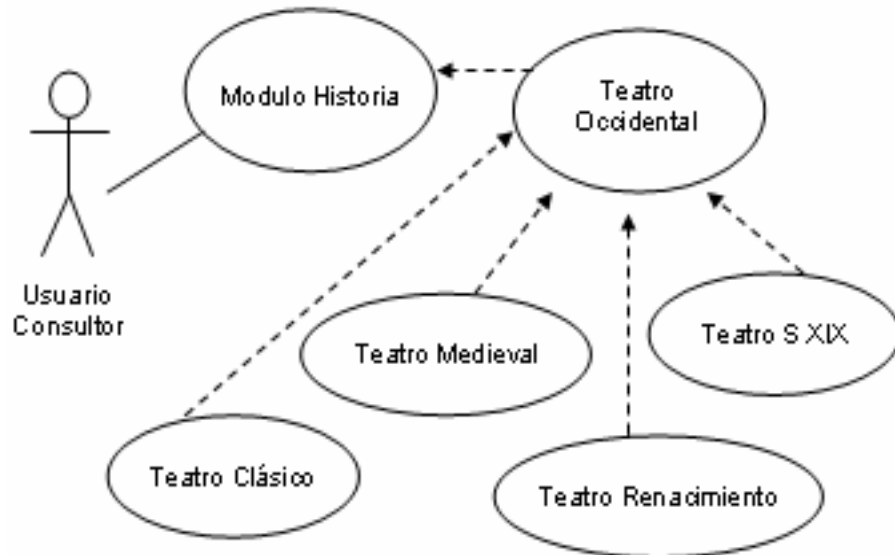 Modulo Historia
Teatro
Occidental
Usuario
Consultor
Teatro Medieval
Teatro S XIX
Teatro Clásico
Teatro Renacimiento